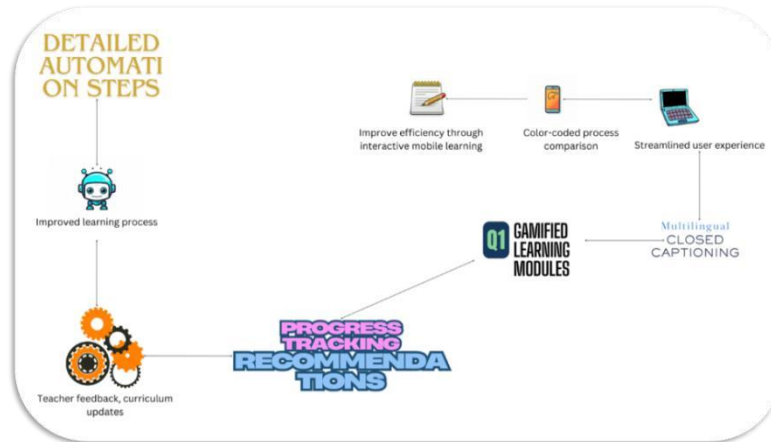 DETAILED
AUTOMATI
ON STEPS
Improved learning process
Teacher feedback, curriculum
updates
PROGRESS
TRACKING
RECOMMENDA
TIONS
Q1
GAMIFIED
LEARNING
MODULES
Multilingual
CLOSED
CAPTIONING
Streamlined user experience
Color-coded process
comparison
Improve efficiency through
interactive mobile learning